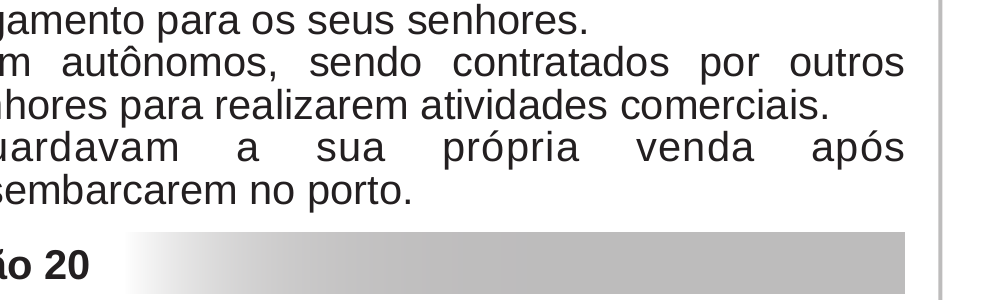 gamento para os seus senhores.
m autônomos, sendo contratados por outros
nhores para realizarem atividades comerciais.
uardavam a sua própria venda após
sembarcarem no porto.
ão 20